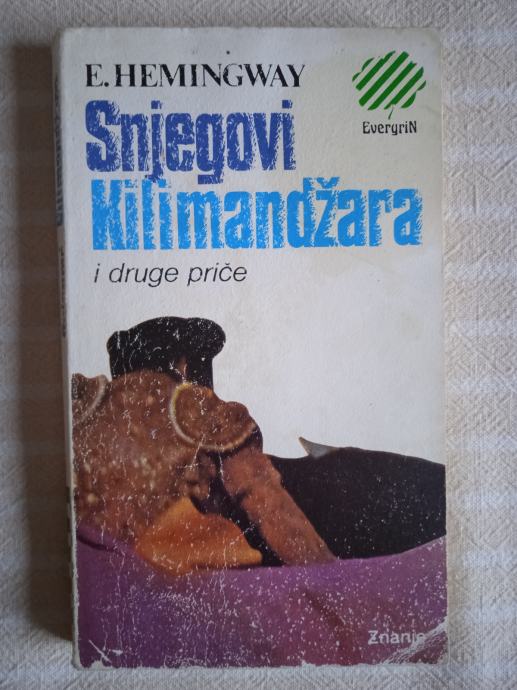 E. HEMINGWAY
EvergriN
Snjegovi
Kilimandžara
i druge priče
Znanje